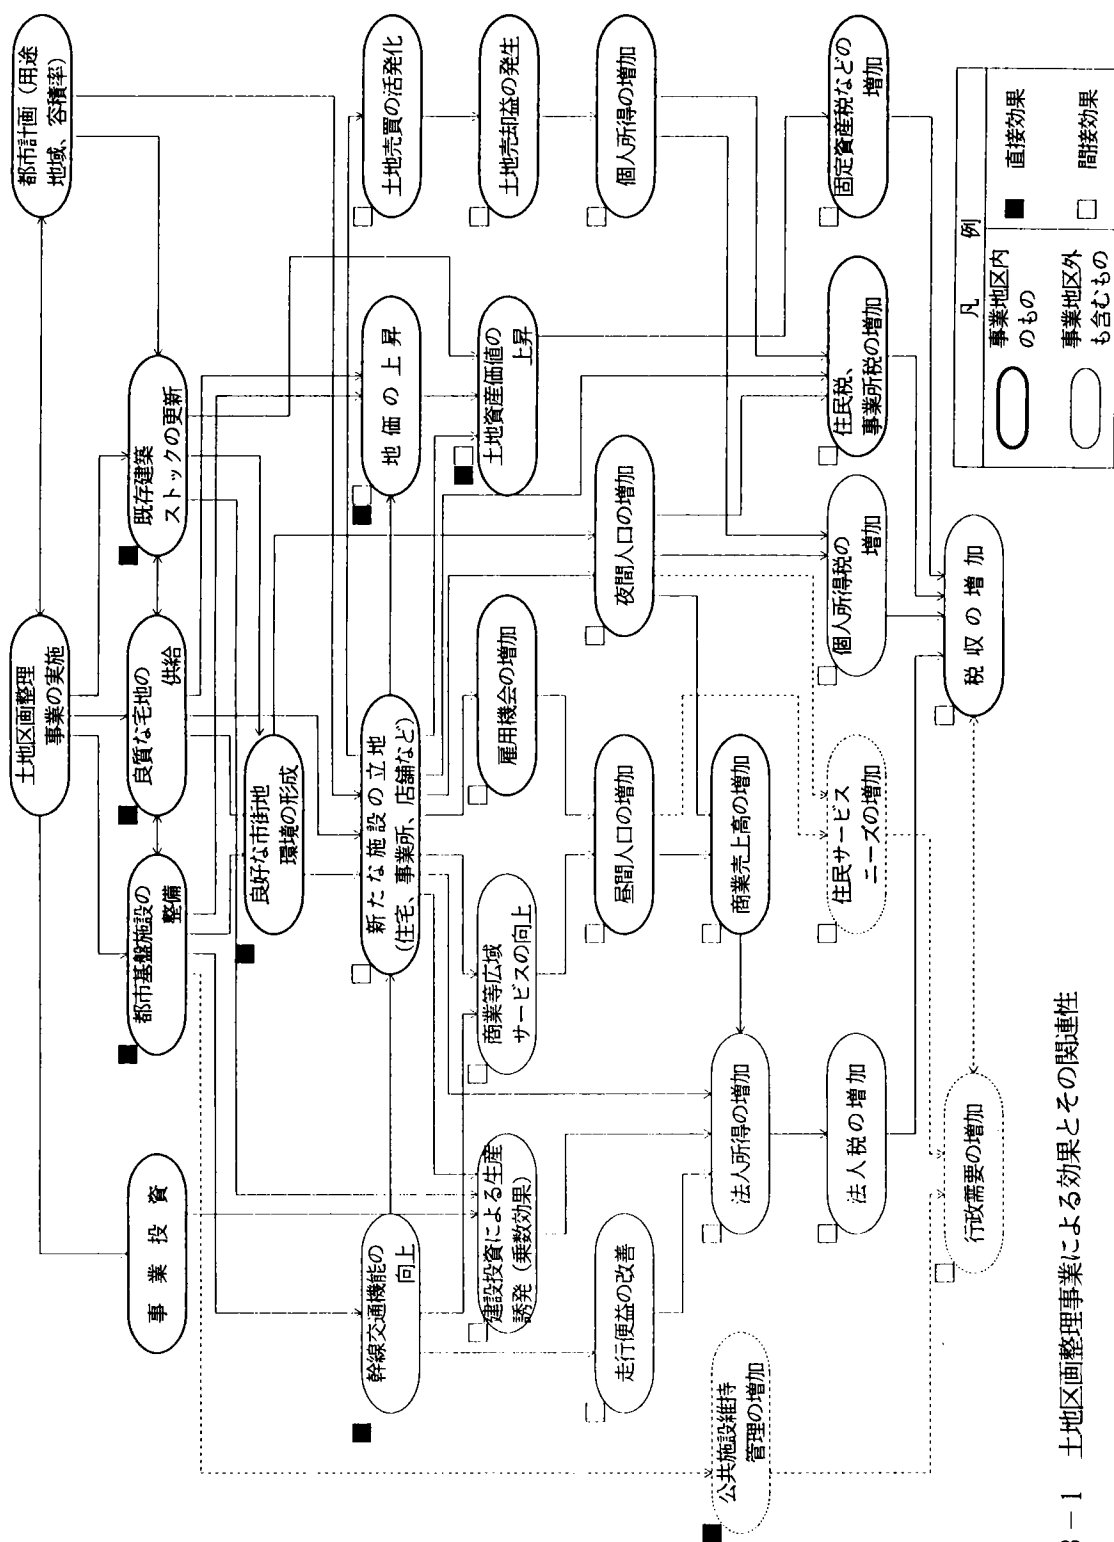 土地区画整理
事業の実施
都市計画（用途
地域、容積率）
事業投資
都市基盤施設の
整備
良質な宅地の
供給
既存建築
ストックの更新
良好な市街地
環境の形成
幹線交通機能の
向上
新たな施設の立地
(住宅、事業所、店舗など)
地価の上昇
土地売買の活発化
建設投資による生産
誘発（乗数効果）
商業等広域
サービスの向上
雇用機会の増加
土地資産価値の
上昇
土地売却益の発生
走行便益の改善
昼間人口の増加
夜間人口の増加
個人所得の増加
公共施設維持
管理の増加
法人所得の増加
商業売上高の増加
法人税の増加
住民サービス
ニーズの増加
個人所得税の
増加
住民税、
事業所税の増加
固定資産税などの
増加
行政需要の増加
税収の増加
凡例
事業地区内
のもの
直接効果
事業地区外
も含むもの
間接効果
－1　土地区画整理事業による効果とその関連性